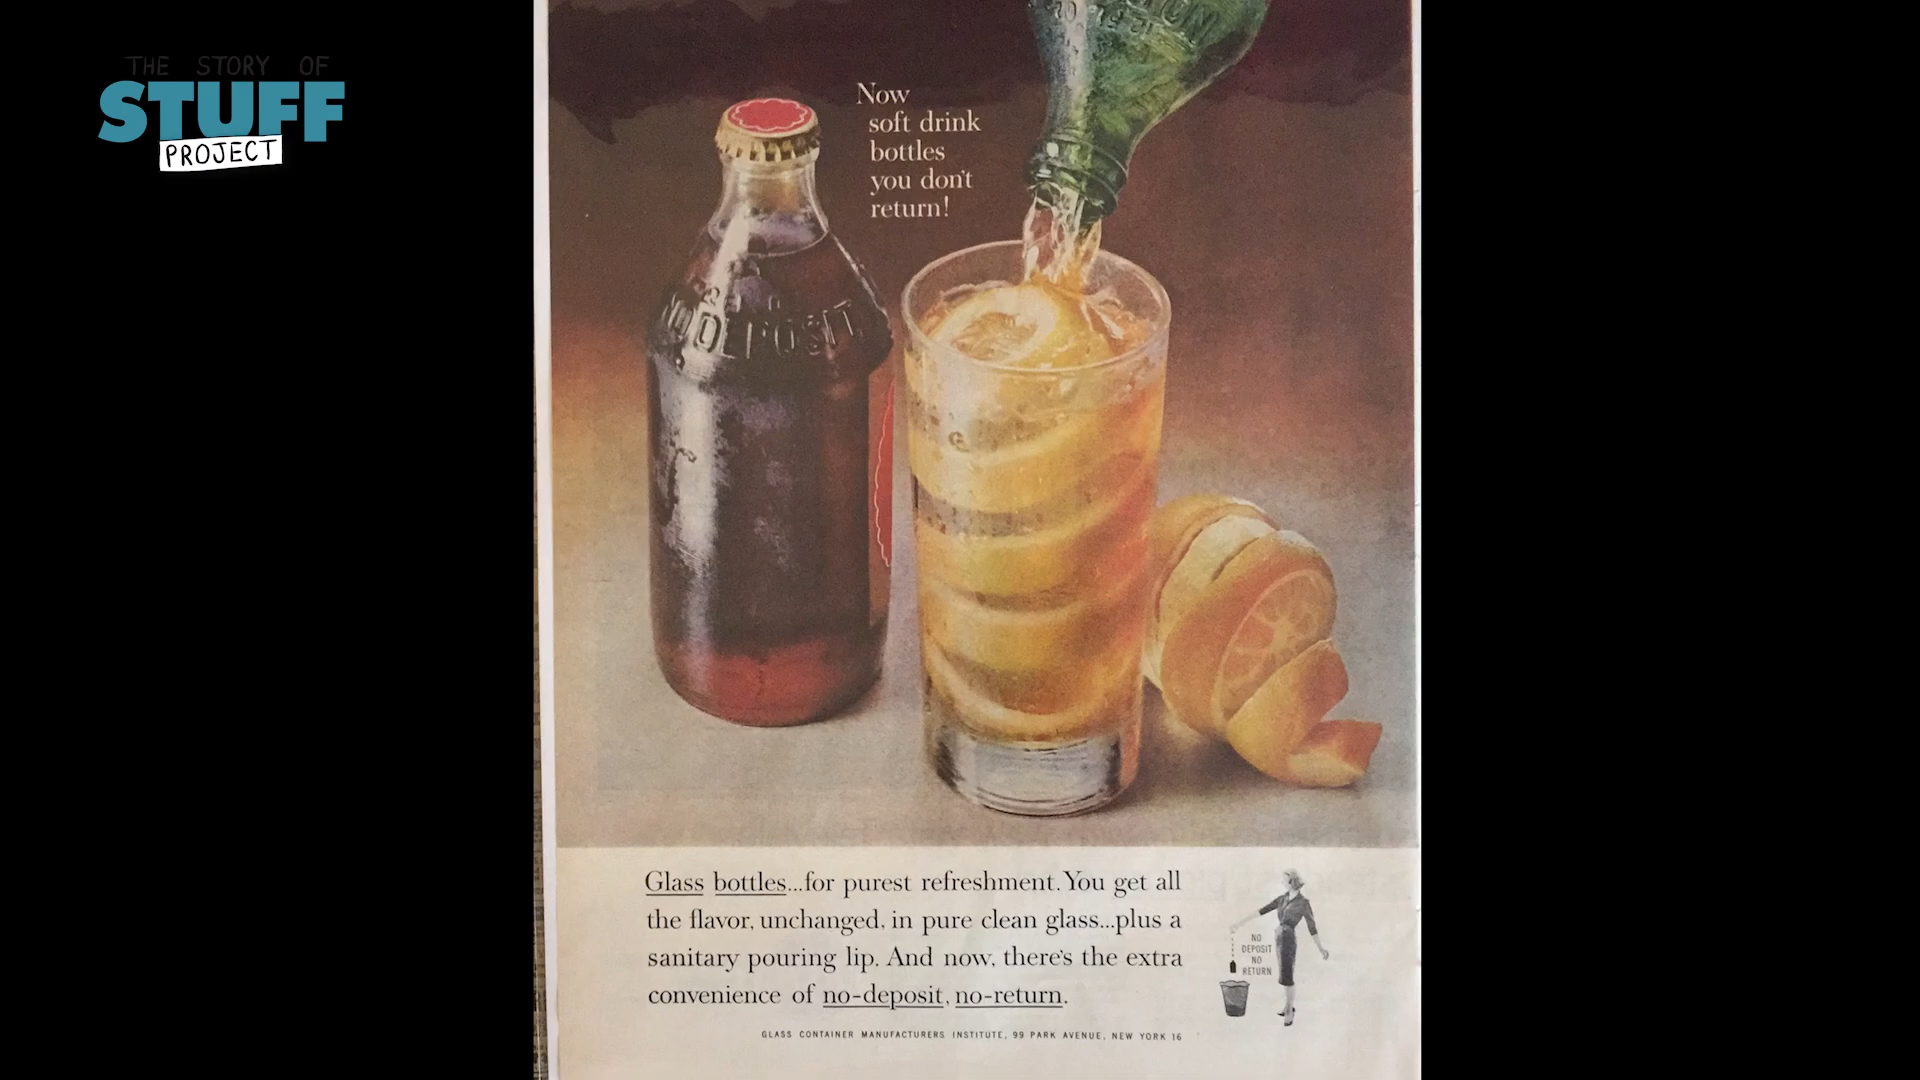 THE STORY OF
STUFF
PROJECT
Now
soft drink
bottles
you don't
return!
NO DEPOSIT
Glass bottles...for purest refreshment. You get all
the flavor, unchanged, in pure clean glass...plus a
sanitary pouring lip. And now, there's the extra
convenience of no-deposit, no-return.
NO
DEPOSIT
NO
RETURN
GLASS CONTAINER MANUFACTURERS INSTITUTE, 99 PARK AVENUE, NEW YORK 16